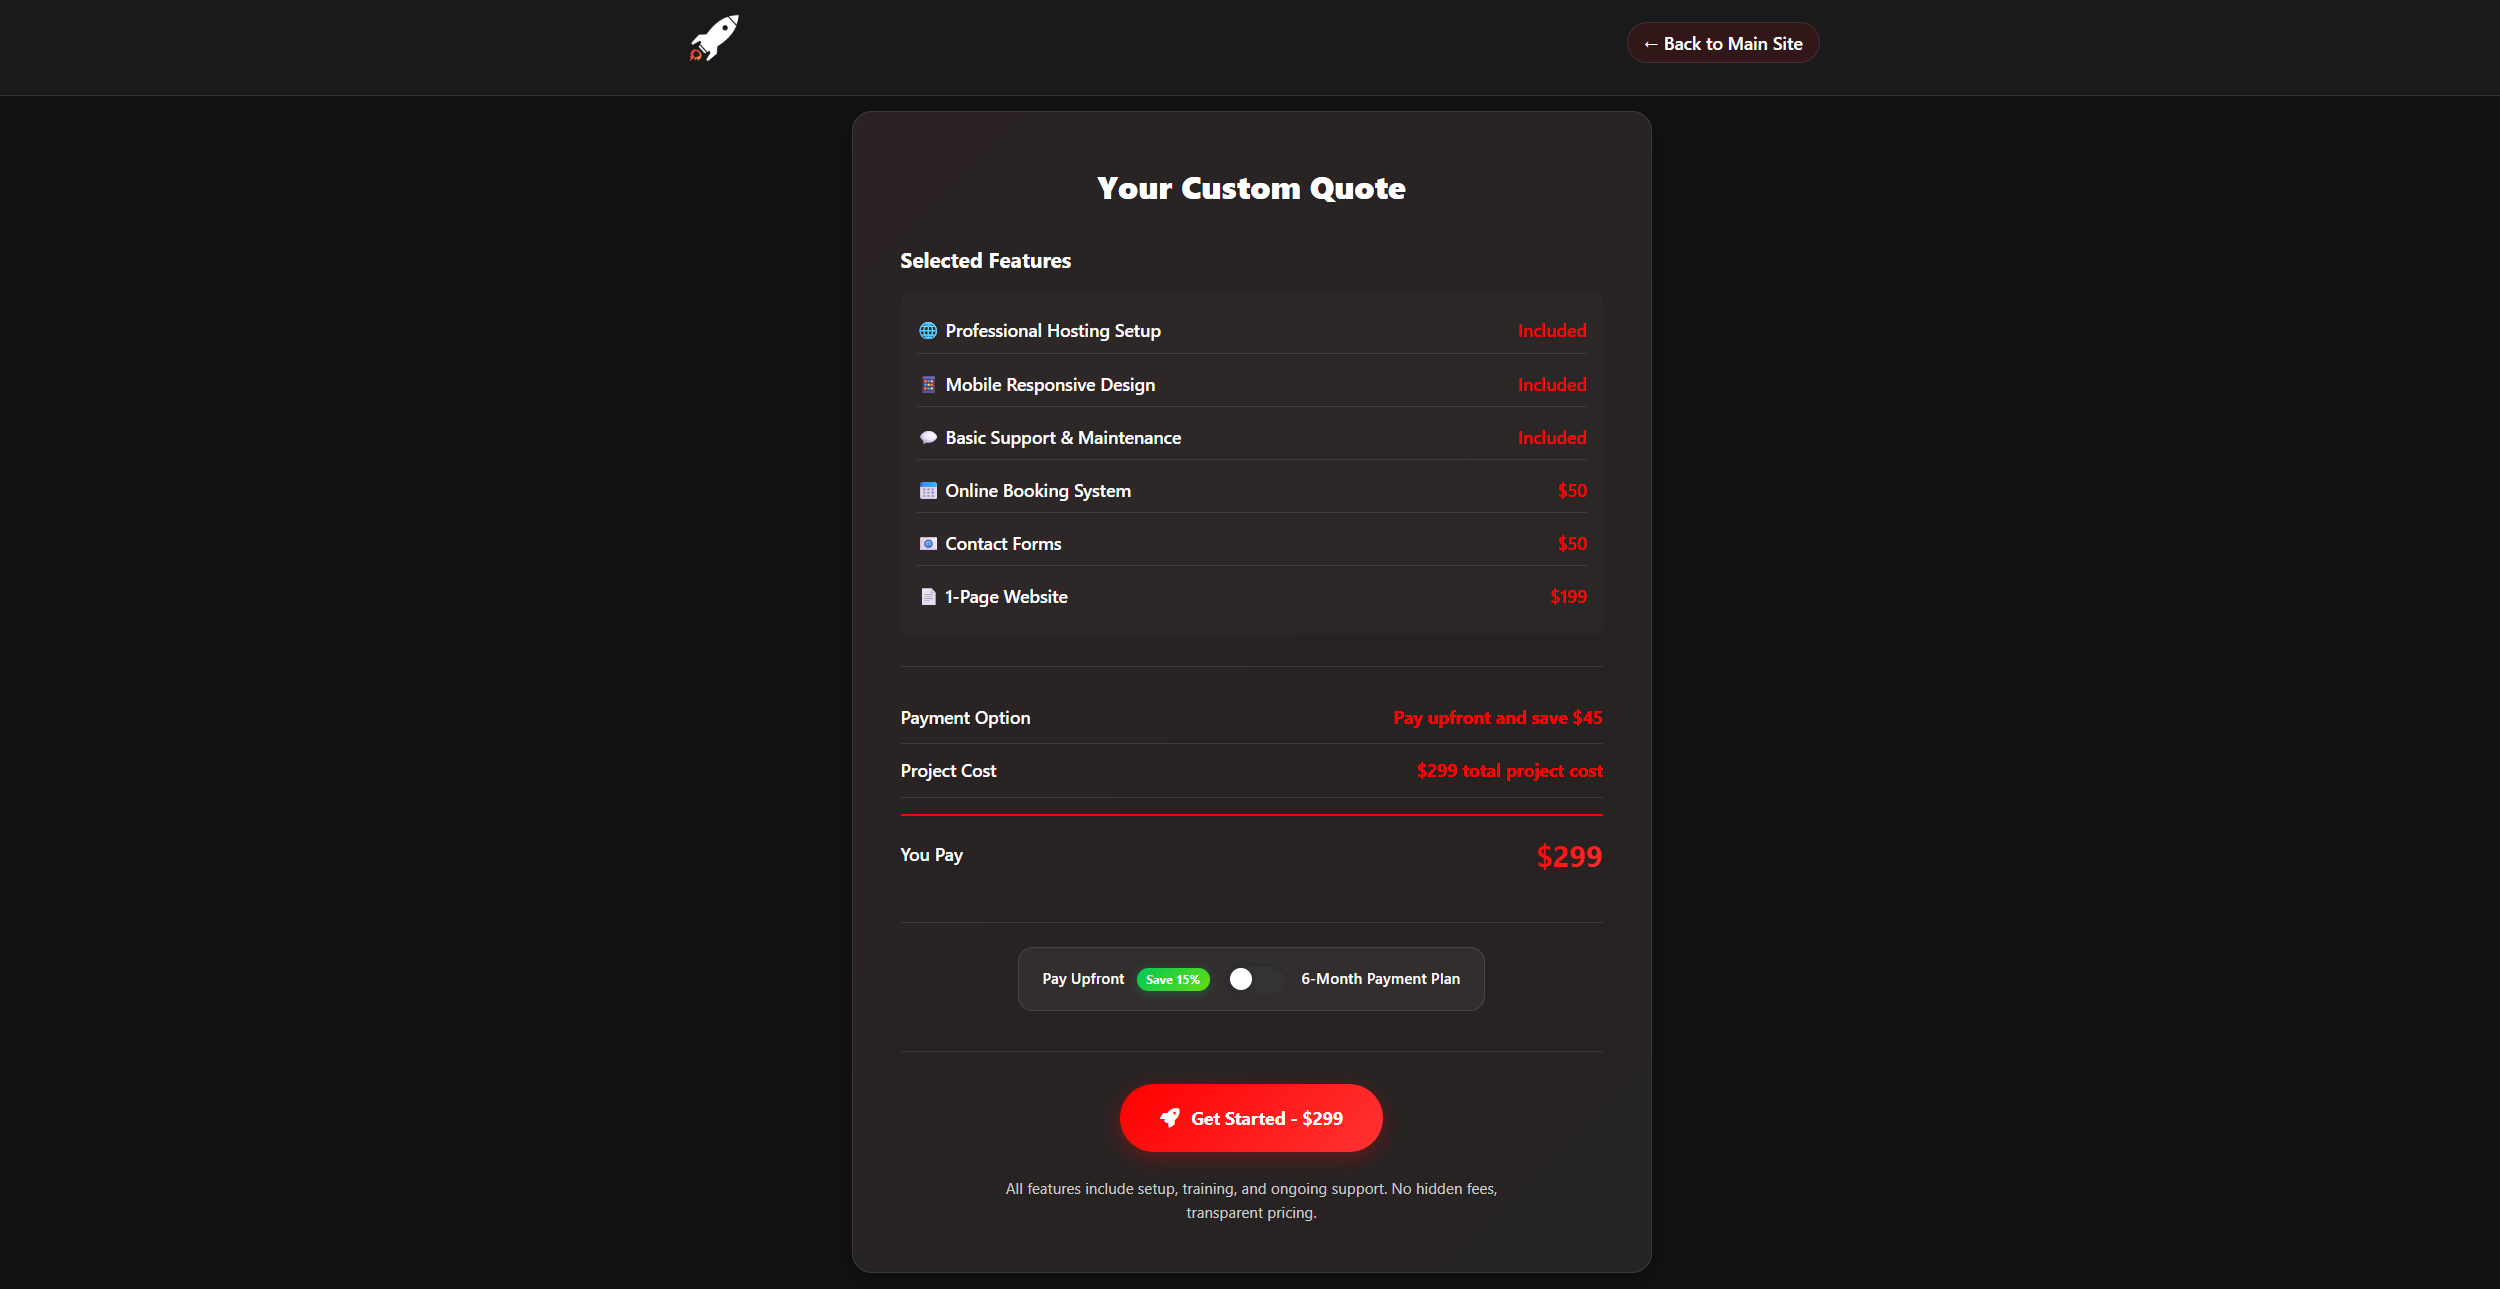 ← Back to Main Site
Your Custom Quote
Selected Features
Professional Hosting Setup Included
Mobile Responsive Design Included
Basic Support & Maintenance Included
Online Booking System $50
Contact Forms $50
1-Page Website $199
Payment Option Pay upfront and save $45
Project Cost $299 total project cost
You Pay $299
Pay Upfront Save 15% 6-Month Payment Plan
Get Started - $299
All features include setup, training, and ongoing support. No hidden fees,
transparent pricing.